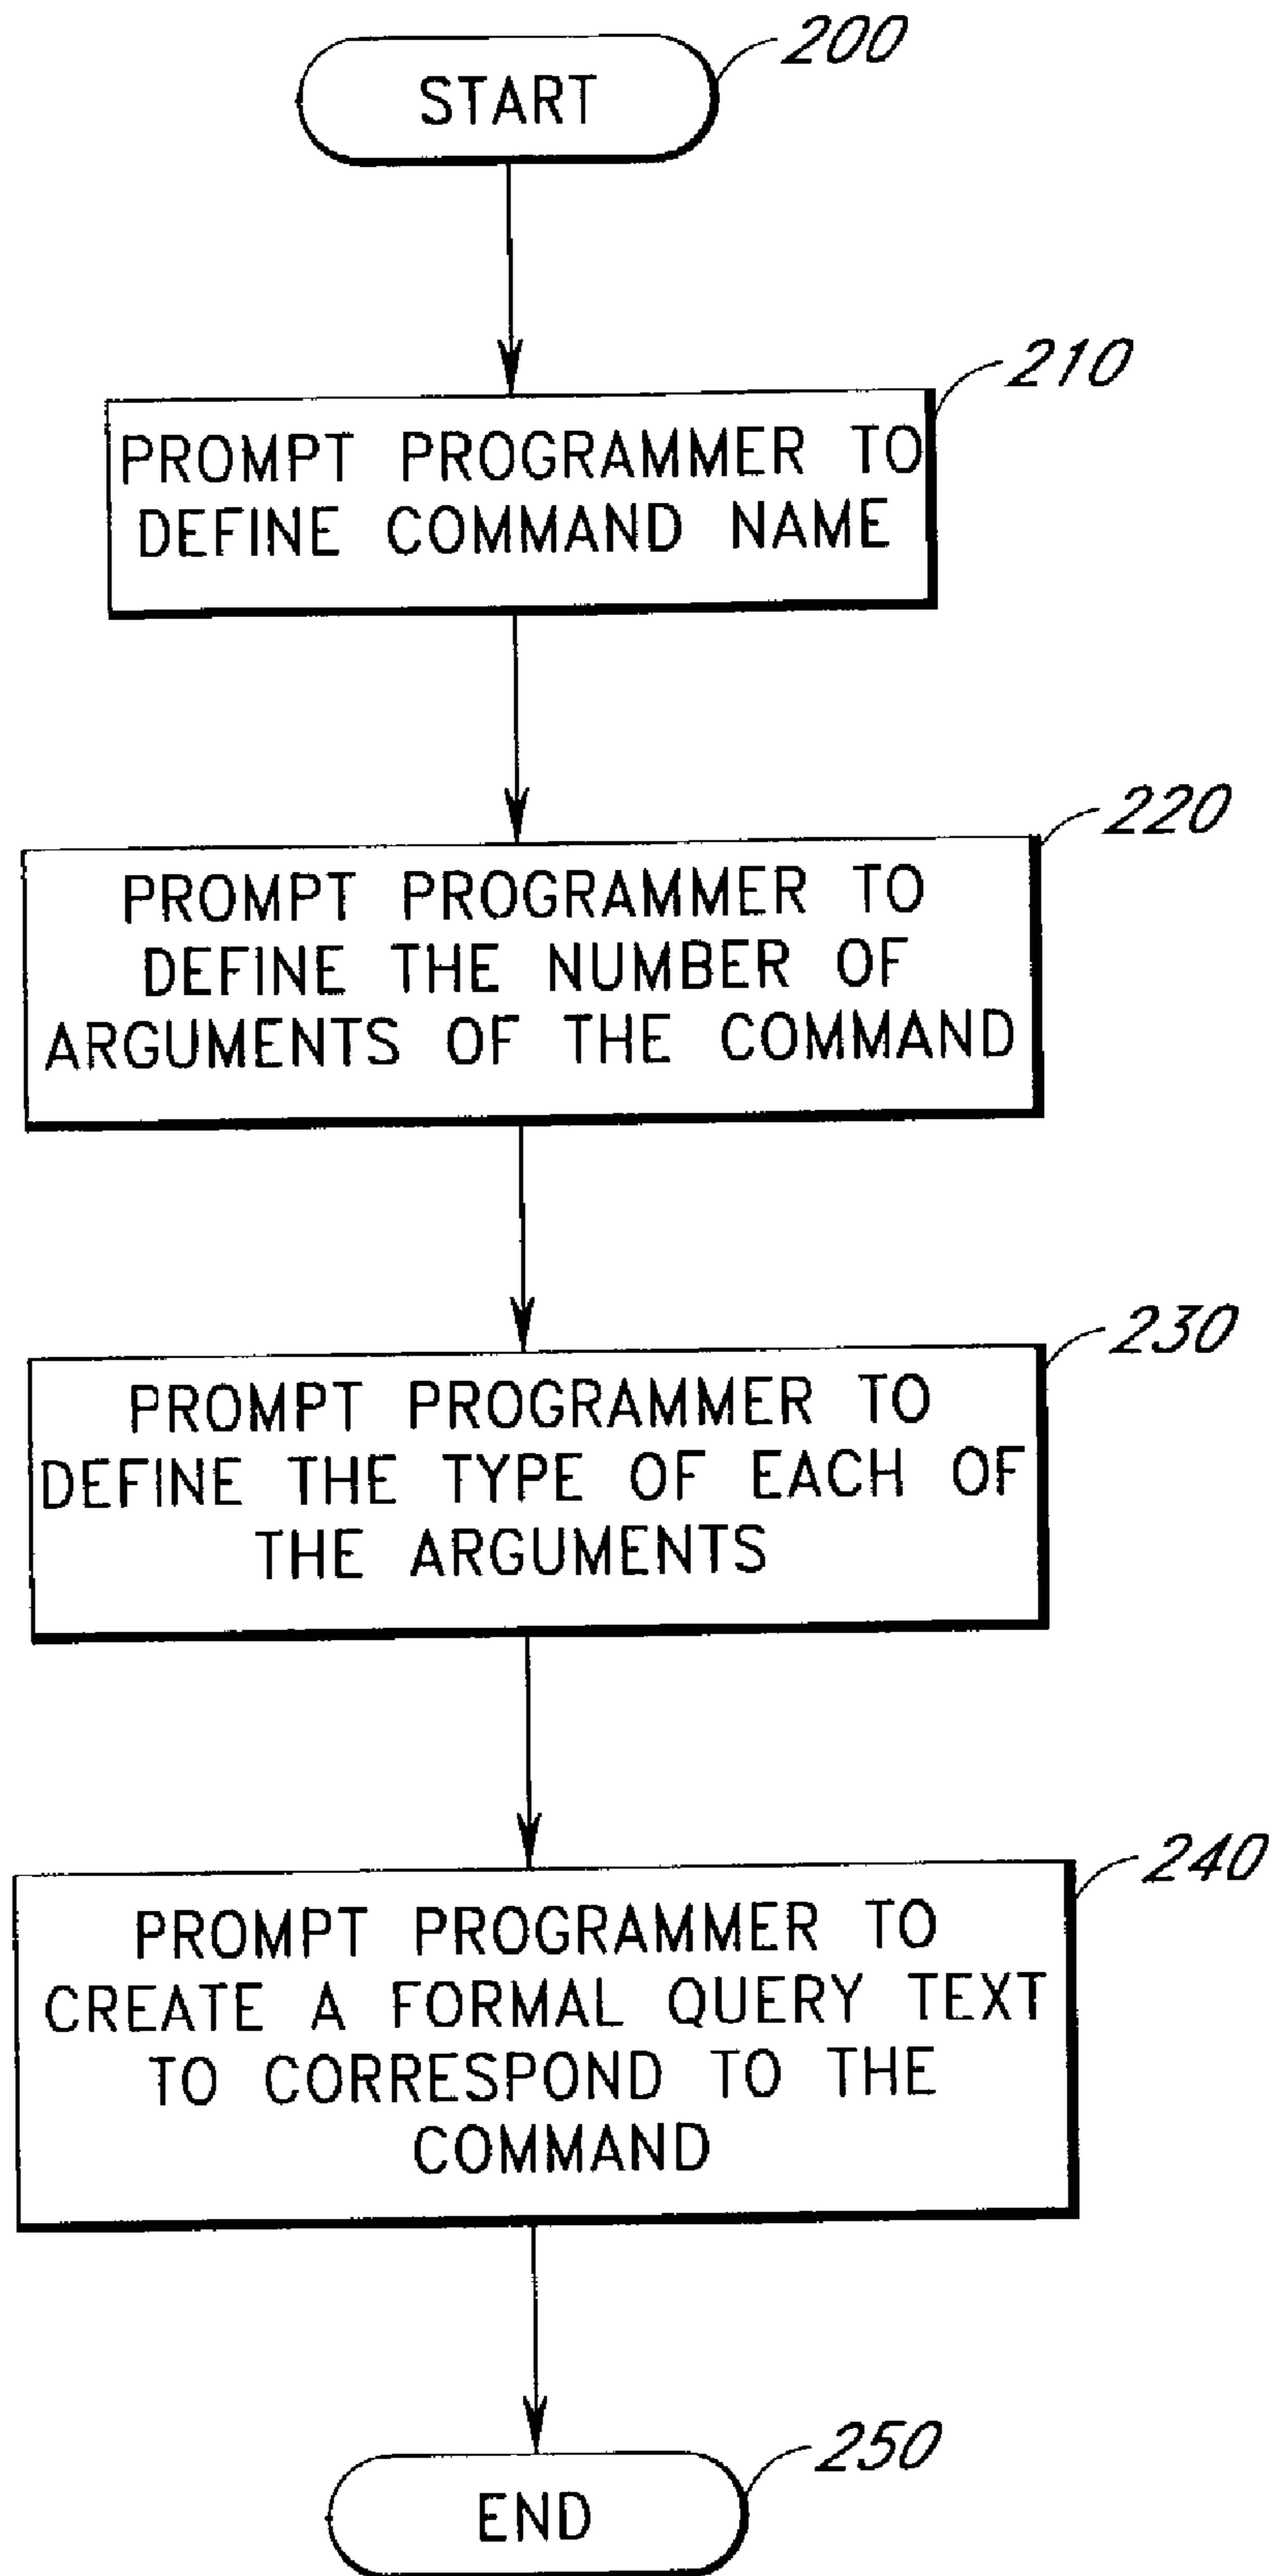 200
START
210
PROMPT PROGRAMMER TO
DEFINE COMMAND NAME
220
PROMPT PROGRAMMER TO
DEFINE THE NUMBER OF
ARGUMENTS OF THE COMMAND
230
PROMPT PROGRAMMER TO
DEFINE THE TYPE OF EACH OF
THE ARGUMENTS
240
PROMPT PROGRAMMER TO
CREATE A FORMAL QUERY TEXT
TO CORRESPOND TO THE
COMMAND
250
END